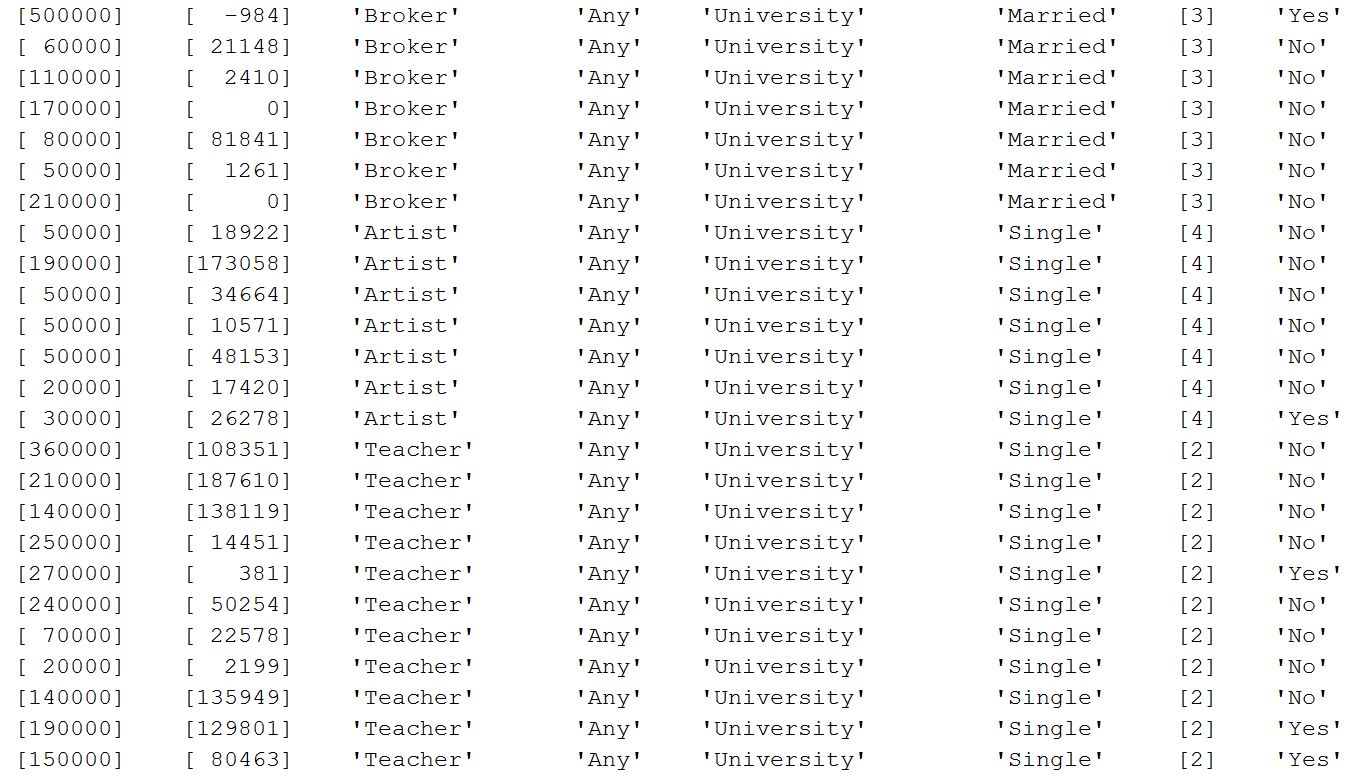 [500000] [ -984] 'Broker' 'Any' 'University' 'Married' [3] 'Yes'
[ 60000] [ 21148] 'Broker' 'Any' 'University' 'Married' [3] 'No'
[110000] [ 2410] 'Broker' 'Any' 'University' 'Married' [3] 'No'
[170000] [ 0] 'Broker' 'Any' 'University' 'Married' [3] 'No'
[ 80000] [ 81841] 'Broker' 'Any' 'University' 'Married' [3] 'No'
[ 50000] [ 1261] 'Broker' 'Any' 'University' 'Married' [3] 'No'
[210000] [ 0] 'Broker' 'Any' 'University' 'Married' [3] 'No'
[ 50000] [ 18922] 'Artist' 'Any' 'University' 'Single' [4] 'No'
[190000] [173058] 'Artist' 'Any' 'University' 'Single' [4] 'No'
[ 50000] [ 34664] 'Artist' 'Any' 'University' 'Single' [4] 'No'
[ 50000] [ 10571] 'Artist' 'Any' 'University' 'Single' [4] 'No'
[ 50000] [ 48153] 'Artist' 'Any' 'University' 'Single' [4] 'No'
[ 20000] [ 17420] 'Artist' 'Any' 'University' 'Single' [4] 'No'
[ 30000] [ 26278] 'Artist' 'Any' 'University' 'Single' [4] 'Yes'
[360000] [108351] 'Teacher' 'Any' 'University' 'Single' [2] 'No'
[210000] [187610] 'Teacher' 'Any' 'University' 'Single' [2] 'No'
[140000] [138119] 'Teacher' 'Any' 'University' 'Single' [2] 'No'
[250000] [ 14451] 'Teacher' 'Any' 'University' 'Single' [2] 'No'
[270000] [ 381] 'Teacher' 'Any' 'University' 'Single' [2] 'Yes'
[240000] [ 50254] 'Teacher' 'Any' 'University' 'Single' [2] 'No'
[ 70000] [ 22578] 'Teacher' 'Any' 'University' 'Single' [2] 'No'
[ 20000] [ 2199] 'Teacher' 'Any' 'University' 'Single' [2] 'No'
[140000] [135949] 'Teacher' 'Any' 'University' 'Single' [2] 'No'
[190000] [129801] 'Teacher' 'Any' 'University' 'Single' [2] 'Yes'
[150000] [ 80463] 'Teacher' 'Any' 'University' 'Single' [2] 'Yes'